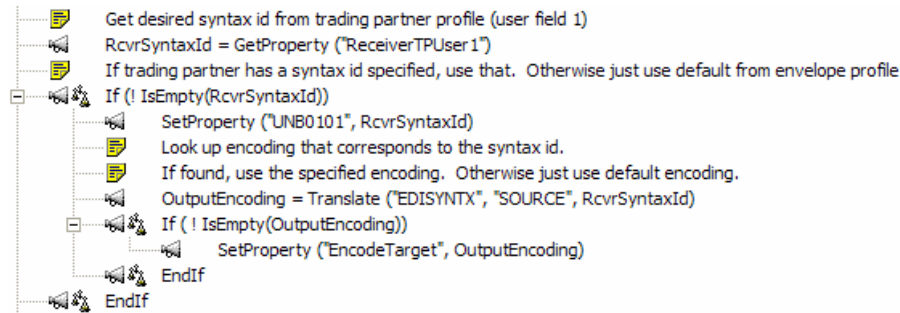 Get desired syntax id from trading partner profile (user field 1)
RcvrSyntaxId = GetProperty ("ReceiverTPUser1")
If trading partner has a syntax id specified, use that. Otherwise just use default from envelope profile
If (! IsEmpty(RcvrSyntaxId))
SetProperty ("UNB0101", RcvrSyntaxId)
Look up encoding that corresponds to the syntax id.
If found, use the specified encoding. Otherwise just use default encoding.
OutputEncoding = Translate ("EDISYNTX", "SOURCE", RcvrSyntaxId)
If ( ! IsEmpty(OutputEncoding))
SetProperty ("EncodeTarget", OutputEncoding)
EndIf
EndIf